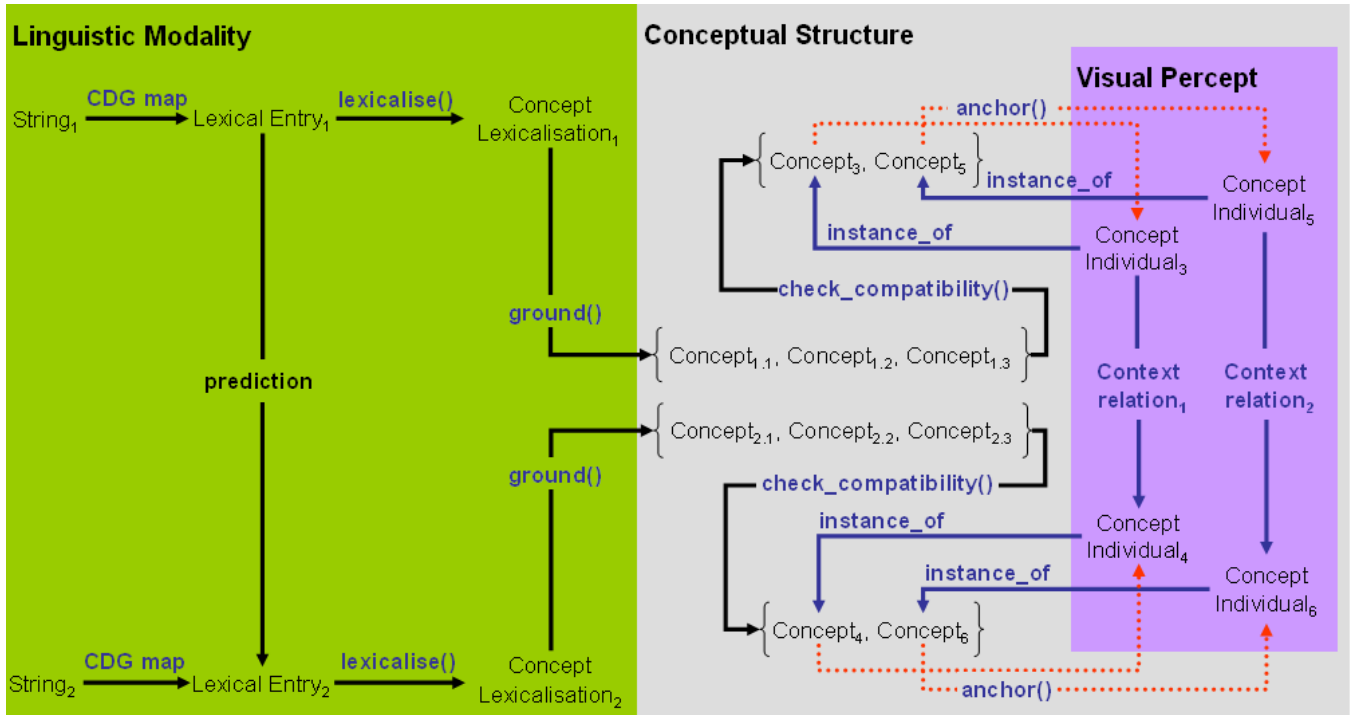 Linguistic Modality
Conceptual Structure
Visual Percept
String₁
CDG map
Lexical Entry₁
lexicalise()
Concept
Lexicalisation₁
anchor()
{Concept₃, Concept₅}
instance_of
Concept
Individual₅
instance_of
Concept
Individual₃
check_compatibility()
ground()
{Concept₁.₁, Concept₁.₂, Concept₁.₃}
prediction
Context
relation₁
Context
relation₂
{Concept₂.₁, Concept₂.₂, Concept₂.₃}
ground()
check_compatibility()
instance_of
Concept
Individual₄
instance_of
Concept
Individual₆
{Concept₄, Concept₆}
anchor()
String₂
CDG map
Lexical Entry₂
lexicalise()
Concept
Lexicalisation₂